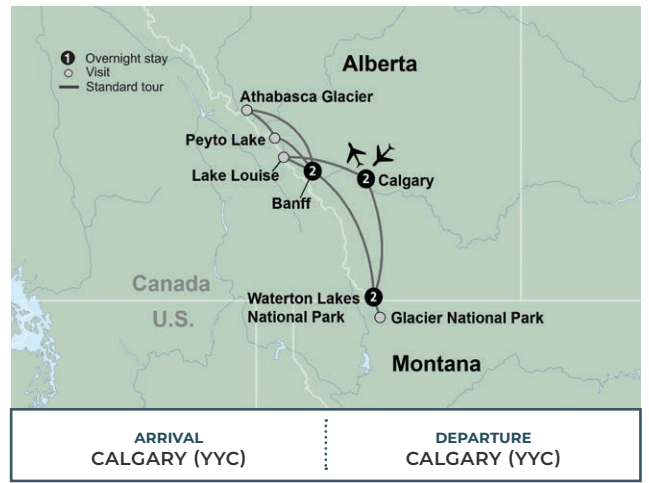 1 Overnight stay
Visit
Standard tour
Alberta
Athabasca Glacier
Peyto Lake
Lake Louise
2
Banff
2 Calgary
Canada
U.S.
Waterton Lakes
National Park
2
Glacier National Park
Montana
ARRIVAL
CALGARY (YYC)
DEPARTURE
CALGARY (YYC)